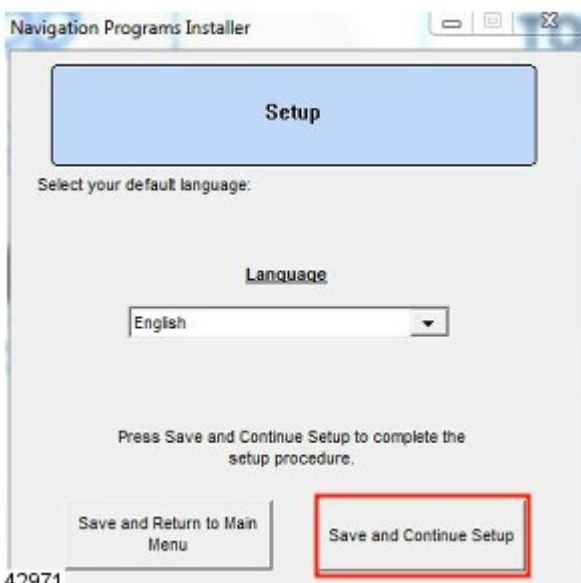 Navigation Programs Installer
Setup
Select your default language:
Language
English
Press Save and Continue Setup to complete the
setup procedure.
Save and Return to Main
Menu
Save and Continue Setup
42971